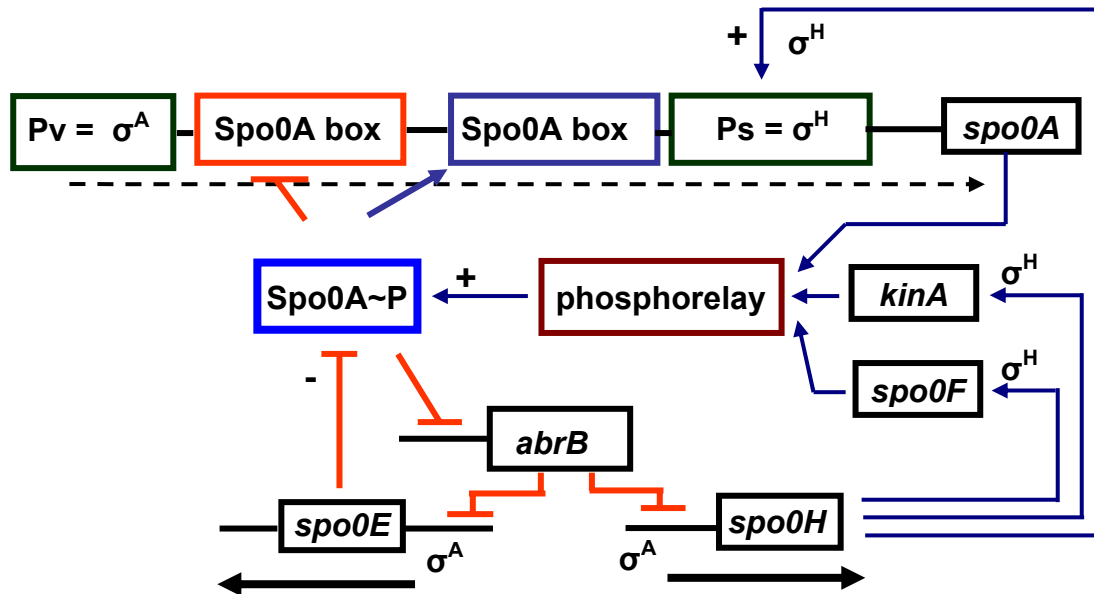 + σᴴ
Pv = σᴬ Spo0A box Spo0A box Ps = σᴴ spo0A
Spo0A~P + phosphorelay kinA σᴴ
- spo0F σᴴ
abrB
spo0E spo0H
σᴬ σᴬ